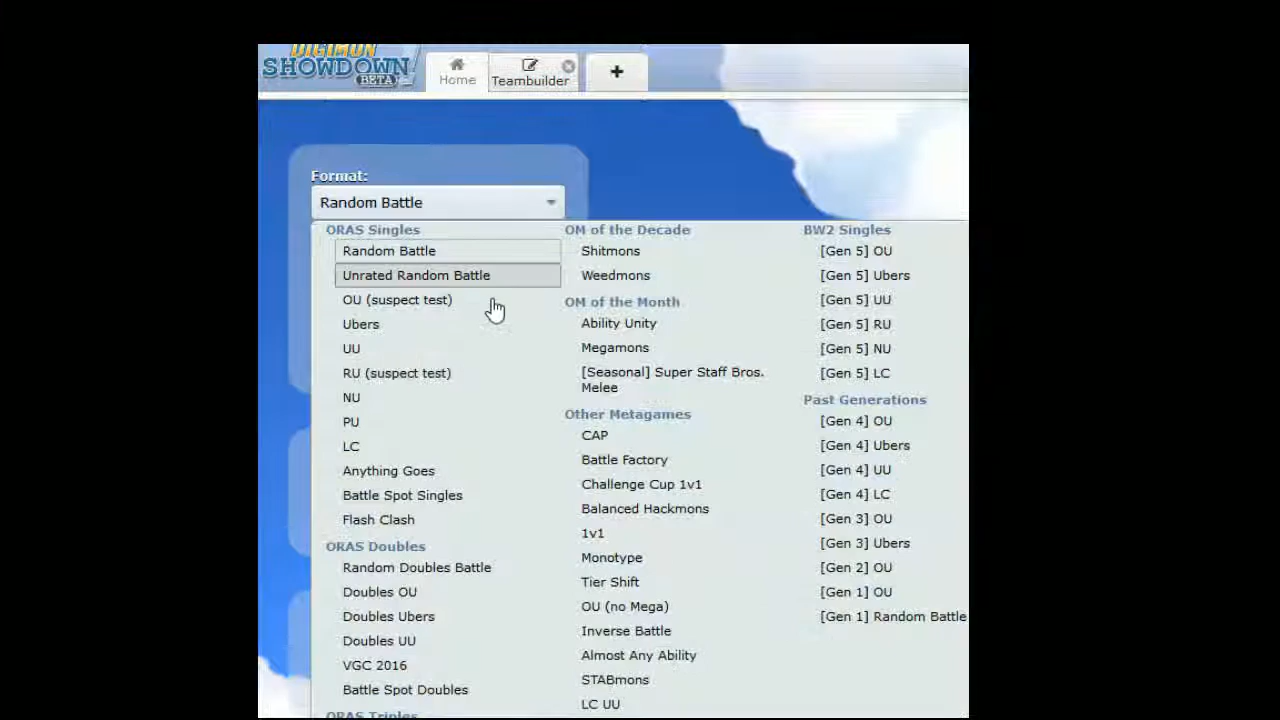 DIGIMON
SHOWDOWN
BETA
Home
Teambuilder
Format:
Random Battle
ORAS Singles
Random Battle
Unrated Random Battle
OU (suspect test)
Ubers
UU
RU (suspect test)
NU
PU
LC
Anything Goes
Battle Spot Singles
Flash Clash
ORAS Doubles
Random Doubles Battle
Doubles OU
Doubles Ubers
Doubles UU
VGC 2016
Battle Spot Doubles
ORAS Triples
OM of the Decade
Shitmons
Weedmons
OM of the Month
Ability Unity
Megamons
[Seasonal] Super Staff Bros.
Melee
Other Metagames
CAP
Battle Factory
Challenge Cup 1v1
Balanced Hackmons
1v1
Monotype
Tier Shift
OU (no Mega)
Inverse Battle
Almost Any Ability
STABmons
LC UU
BW2 Singles
[Gen 5] OU
[Gen 5] Ubers
[Gen 5] UU
[Gen 5] RU
[Gen 5] NU
[Gen 5] LC
Past Generations
[Gen 4] OU
[Gen 4] Ubers
[Gen 4] UU
[Gen 4] LC
[Gen 3] OU
[Gen 3] Ubers
[Gen 2] OU
[Gen 1] OU
[Gen 1] Random Battle